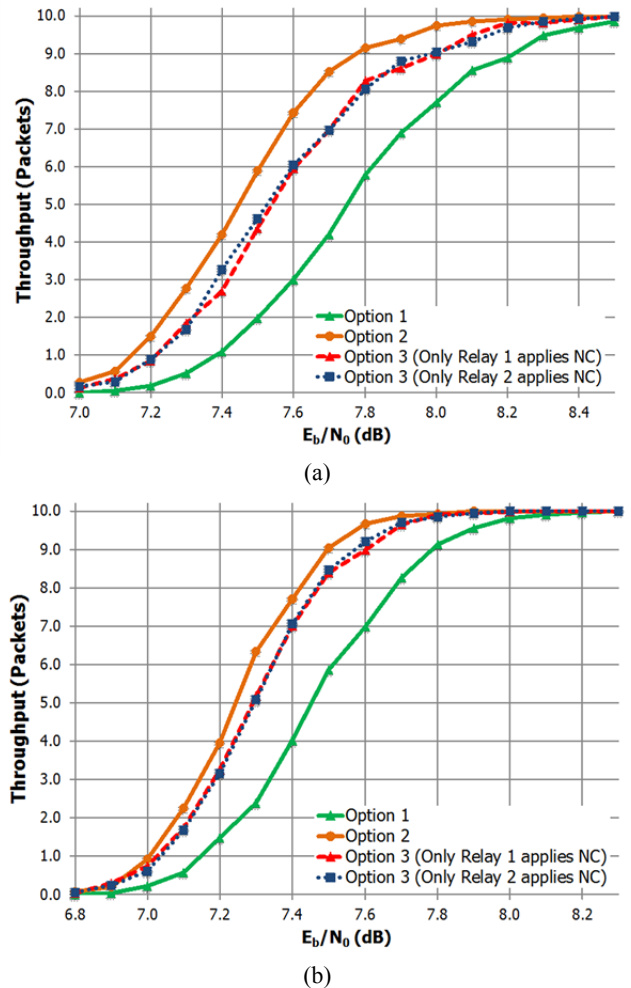 10.0
9.0
8.0
7.0
6.0
5.0
4.0
3.0
2.0
1.0
0.0
Throughput (Packets)
Option 1
Option 2
Option 3 (Only Relay 1 applies NC)
Option 3 (Only Relay 2 applies NC)
7.0 7.2 7.4 7.6 7.8 8.0 8.2 8.4
Eb/N0 (dB)
(a)
10.0
9.0
8.0
7.0
6.0
5.0
4.0
3.0
2.0
1.0
0.0
Throughput (Packets)
Option 1
Option 2
Option 3 (Only Relay 1 applies NC)
Option 3 (Only Relay 2 applies NC)
6.8 7.0 7.2 7.4 7.6 7.8 8.0 8.2
Eb/N0 (dB)
(b)